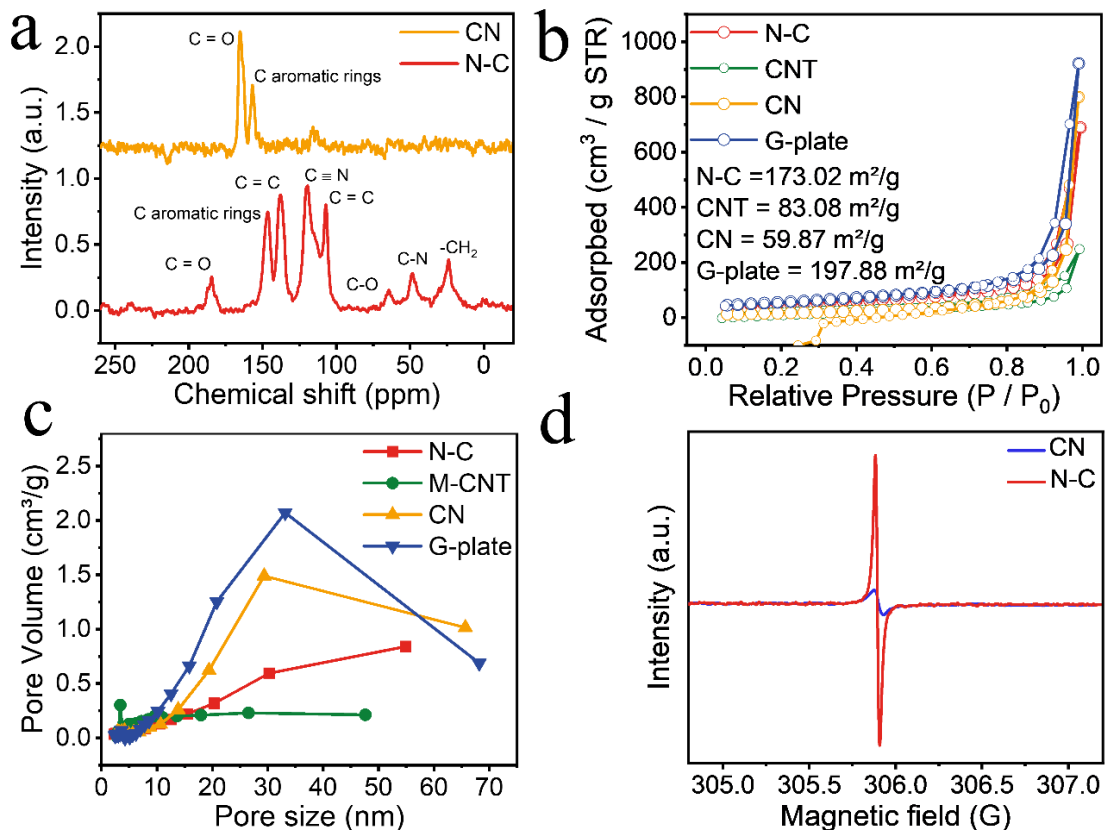 a
CN
N-C
C = O
C aromatic rings
C = C
C ≡ N
C = C
C aromatic rings
C = O
C-O
C-N
-CH₂
2.0
1.5
1.0
0.5
0.0
Intensity (a.u.)
250 200 150 100 50 0
Chemical shift (ppm)
b
N-C
CNT
CN
G-plate
N-C =173.02 m²/g
CNT = 83.08 m²/g
CN = 59.87 m²/g
G-plate = 197.88 m²/g
1000
800
600
400
200
0
Adsorpbed (cm³ / g STR)
0.0 0.2 0.4 0.6 0.8 1.0
Relative Pressure (P / P₀)
c
N-C
M-CNT
CN
G-plate
2.5
2.0
1.5
1.0
0.5
0.0
Pore Volume (cm³/g)
0 10 20 30 40 50 60 70
Pore size (nm)
d
CN
N-C
Intensity (a.u.)
305.0 305.5 306.0 306.5 307.0
Magnetic field (G)